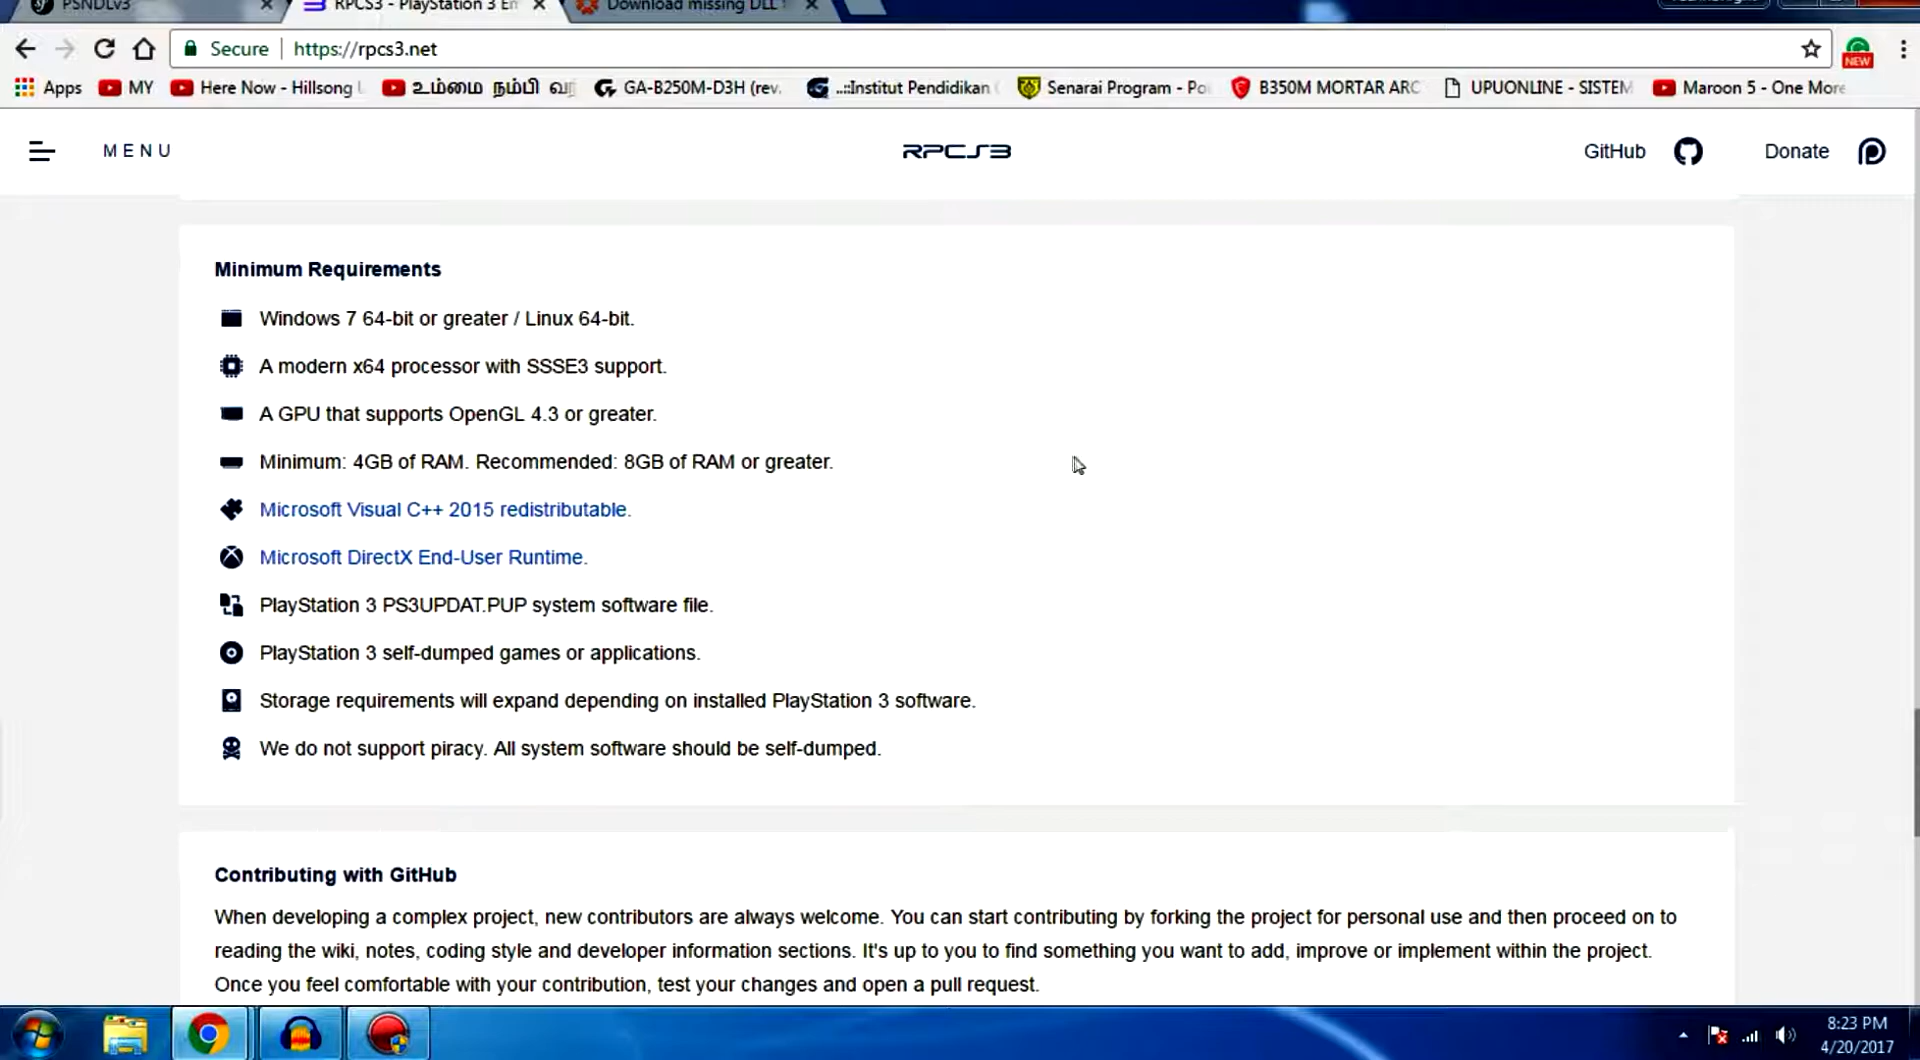 PSNDLv3
RPCS3 - PlayStation 3 Em
Download missing DLL
Secure https://rpcs3.net
NEW
Apps MY Here Now - Hillsong உம்மை நம்பி வ GA-B250M-D3H (rev. ..::Institut Pendidikan Senarai Program - Po B350M MORTAR ARC UPUONLINE - SISTEM Maroon 5 - One More
MENU RPCS3 GitHub Donate
Minimum Requirements
Windows 7 64-bit or greater / Linux 64-bit.
A modern x64 processor with SSSE3 support.
A GPU that supports OpenGL 4.3 or greater.
Minimum: 4GB of RAM. Recommended: 8GB of RAM or greater.
Microsoft Visual C++ 2015 redistributable.
Microsoft DirectX End-User Runtime.
PlayStation 3 PS3UPDAT.PUP system software file.
PlayStation 3 self-dumped games or applications.
Storage requirements will expand depending on installed PlayStation 3 software.
We do not support piracy. All system software should be self-dumped.
Contributing with GitHub
When developing a complex project, new contributors are always welcome. You can start contributing by forking the project for personal use and then proceed on to
reading the wiki, notes, coding style and developer information sections. It's up to you to find something you want to add, improve or implement within the project.
Once you feel comfortable with your contribution, test your changes and open a pull request.
8:23 PM
4/20/2017